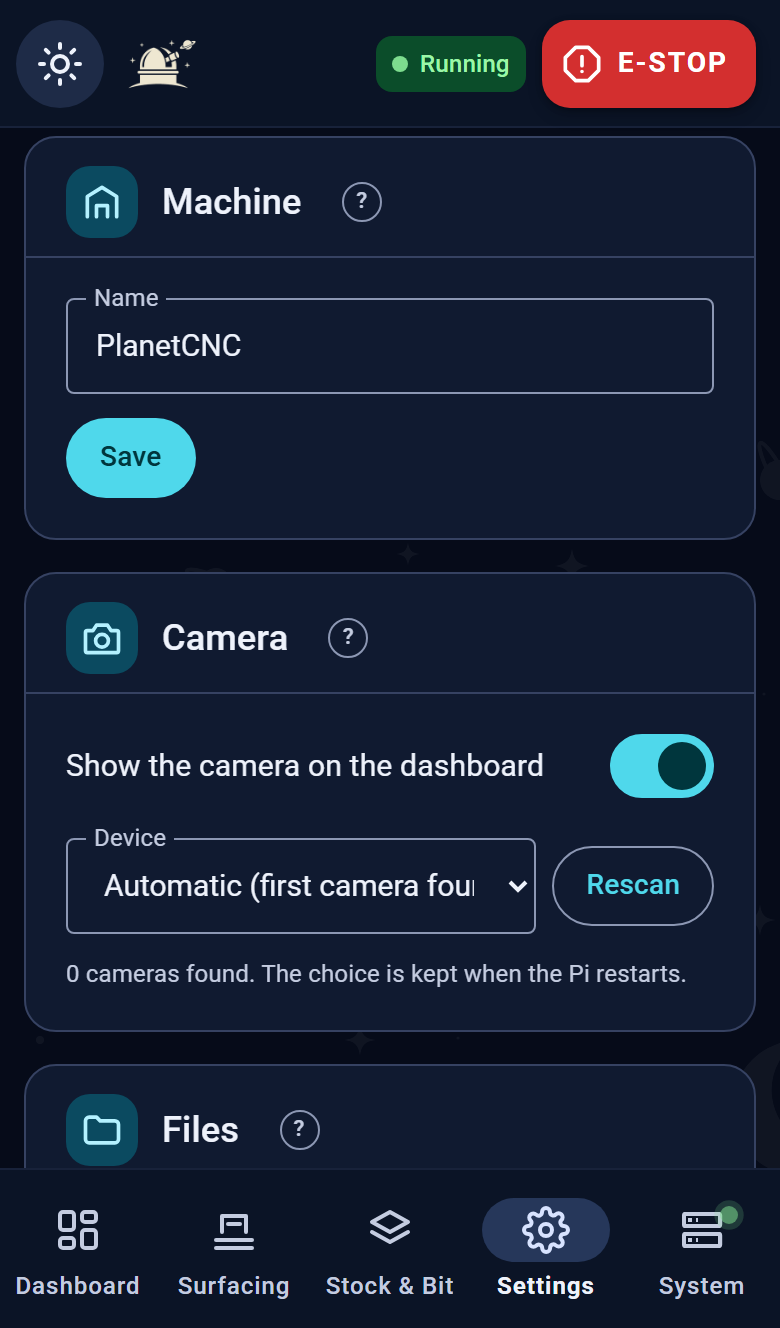 Running
E-STOP
Machine
?
Name
PlanetCNC
Save
Camera
?
Show the camera on the dashboard
Device
Automatic (first camera four
Rescan
0 cameras found. The choice is kept when the Pi restarts.
Files
?
Dashboard
Surfacing
Stock & Bit
Settings
System